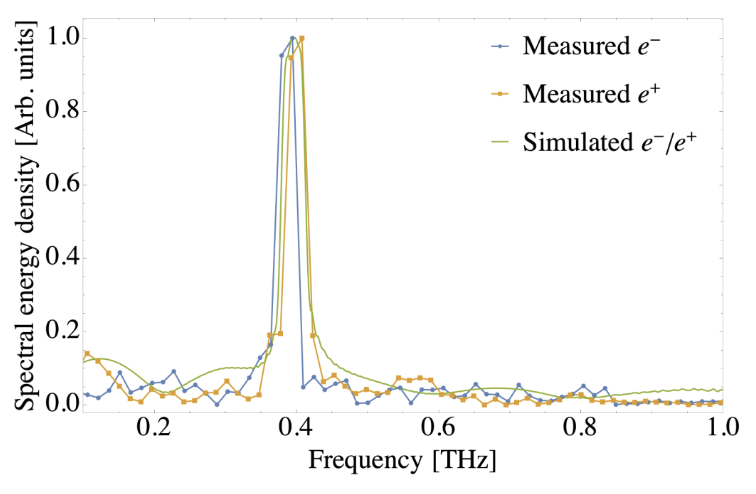 Spectral energy density [Arb. units]
1.0
0.8
0.6
0.4
0.2
0.0
Measured e⁻
Measured e⁺
Simulated e⁻/e⁺
0.2 0.4 0.6 0.8 1.0
Frequency [THz]